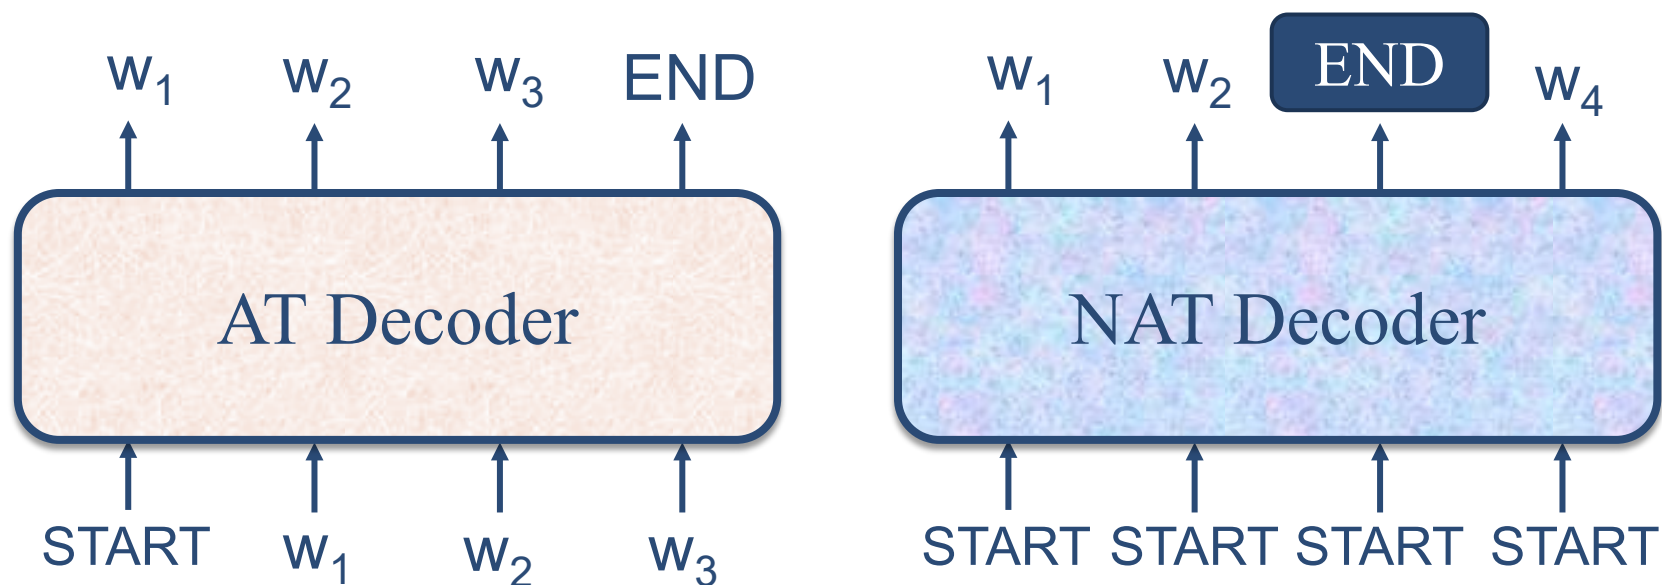 w1 w2 w3 END
AT Decoder
START w1 w2 w3
w1 w2 END w4
NAT Decoder
START START START START